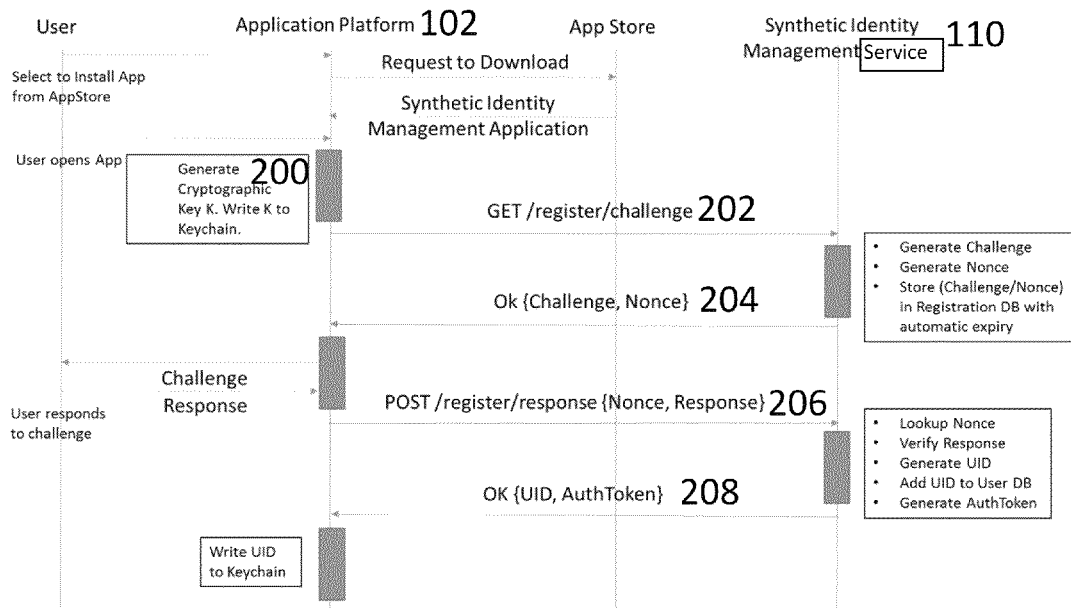 User
Application Platform 102
App Store
Synthetic Identity
Management Service 110
Select to Install App
from AppStore
Request to Download
Synthetic Identity
Management Application
User opens App
Generate 200
Cryptographic
Key K. Write K to
Keychain.
GET /register/challenge 202
• Generate Challenge
• Generate Nonce
• Store (Challenge/Nonce)
in Registration DB with
automatic expiry
Ok {Challenge, Nonce} 204
Challenge
Response
User responds
to challenge
POST /register/response {Nonce, Response} 206
• Lookup Nonce
• Verify Response
• Generate UID
• Add UID to User DB
• Generate AuthToken
OK {UID, AuthToken} 208
Write UID
to Keychain